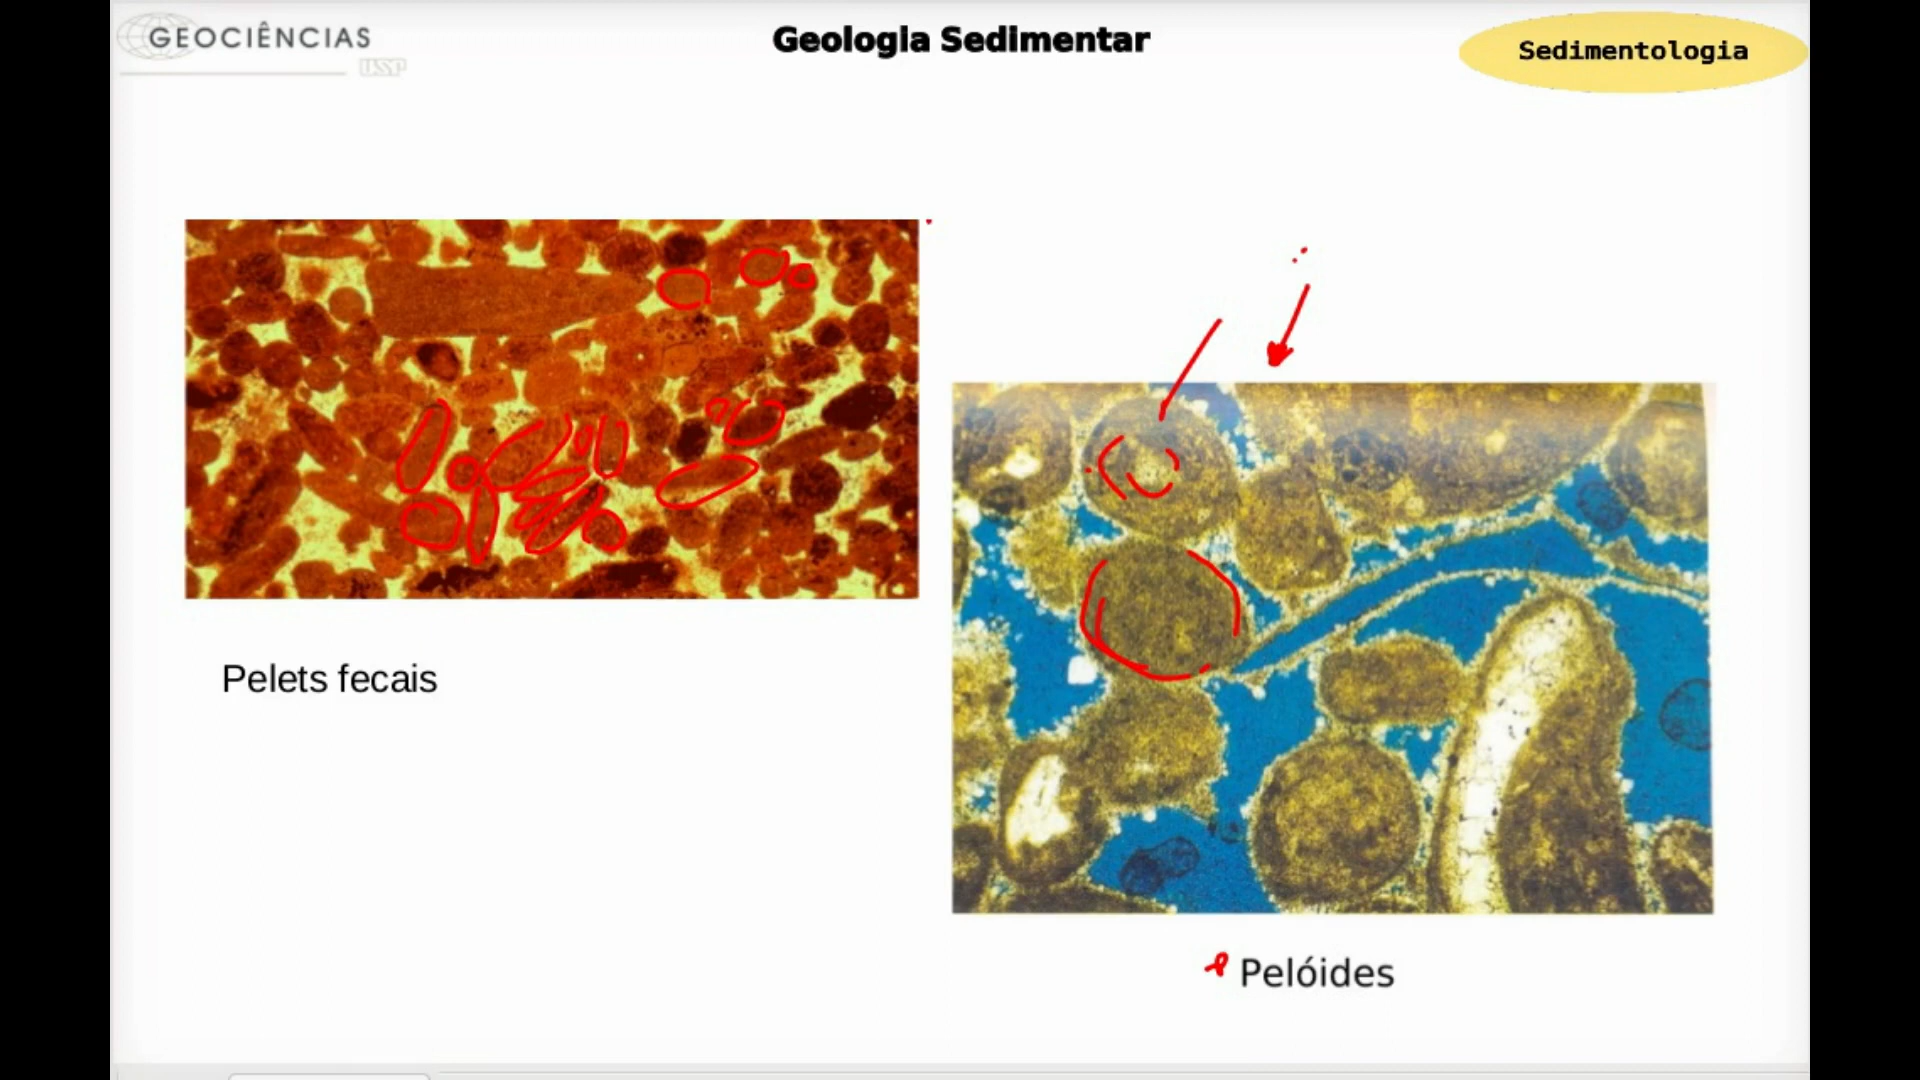 GEOCIÊNCIAS
USP
Geologia Sedimentar
Sedimentologia
Pelets fecais
Pelóides